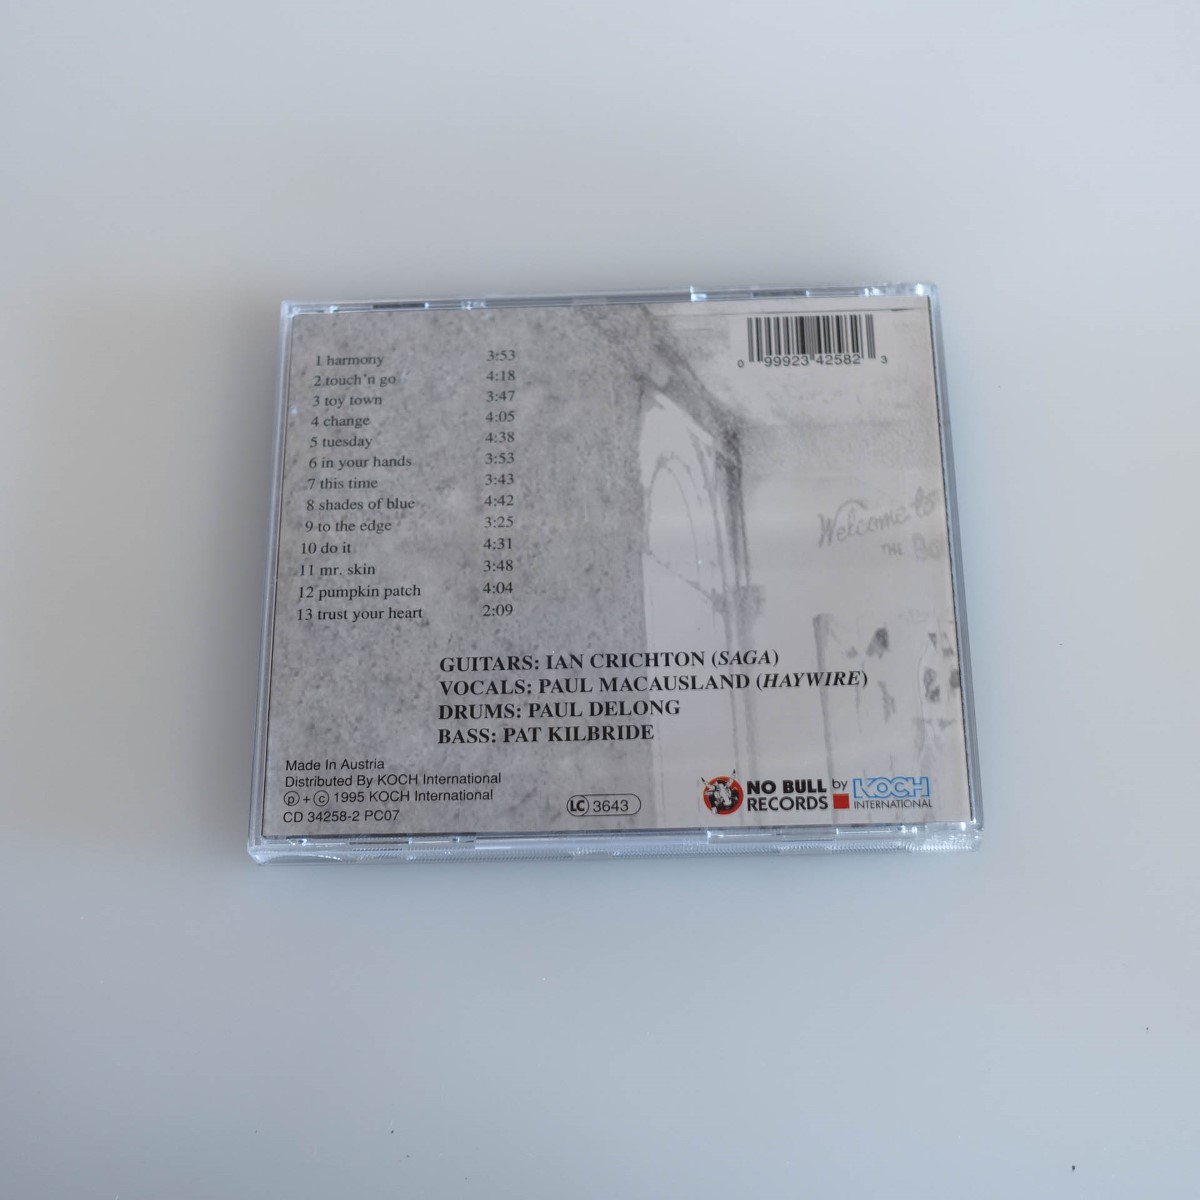 1 harmony 3:53
2 touch'n go 4:18
3 toy town 3:47
4 change 4:05
5 tuesday 4:38
6 in your hands 3:53
7 this time 3:43
8 shades of blue 4:42
9 to the edge 3:25
10 do it 4:31
11 mr. skin 3:48
12 pumpkin patch 4:04
13 trust your heart 2:09
0 99923 42582 3
Welcome to
THE
GUITARS: IAN CRICHTON (SAGA)
VOCALS: PAUL MACAUSLAND (HAYWIRE)
DRUMS: PAUL DELONG
BASS: PAT KILBRIDE
Made In Austria
Distributed By KOCH International
Ⓟ + © 1995 KOCH International
CD 34258-2 PC07
LC 3643
NO BULL
RECORDS
by
KOCH
INTERNATIONAL